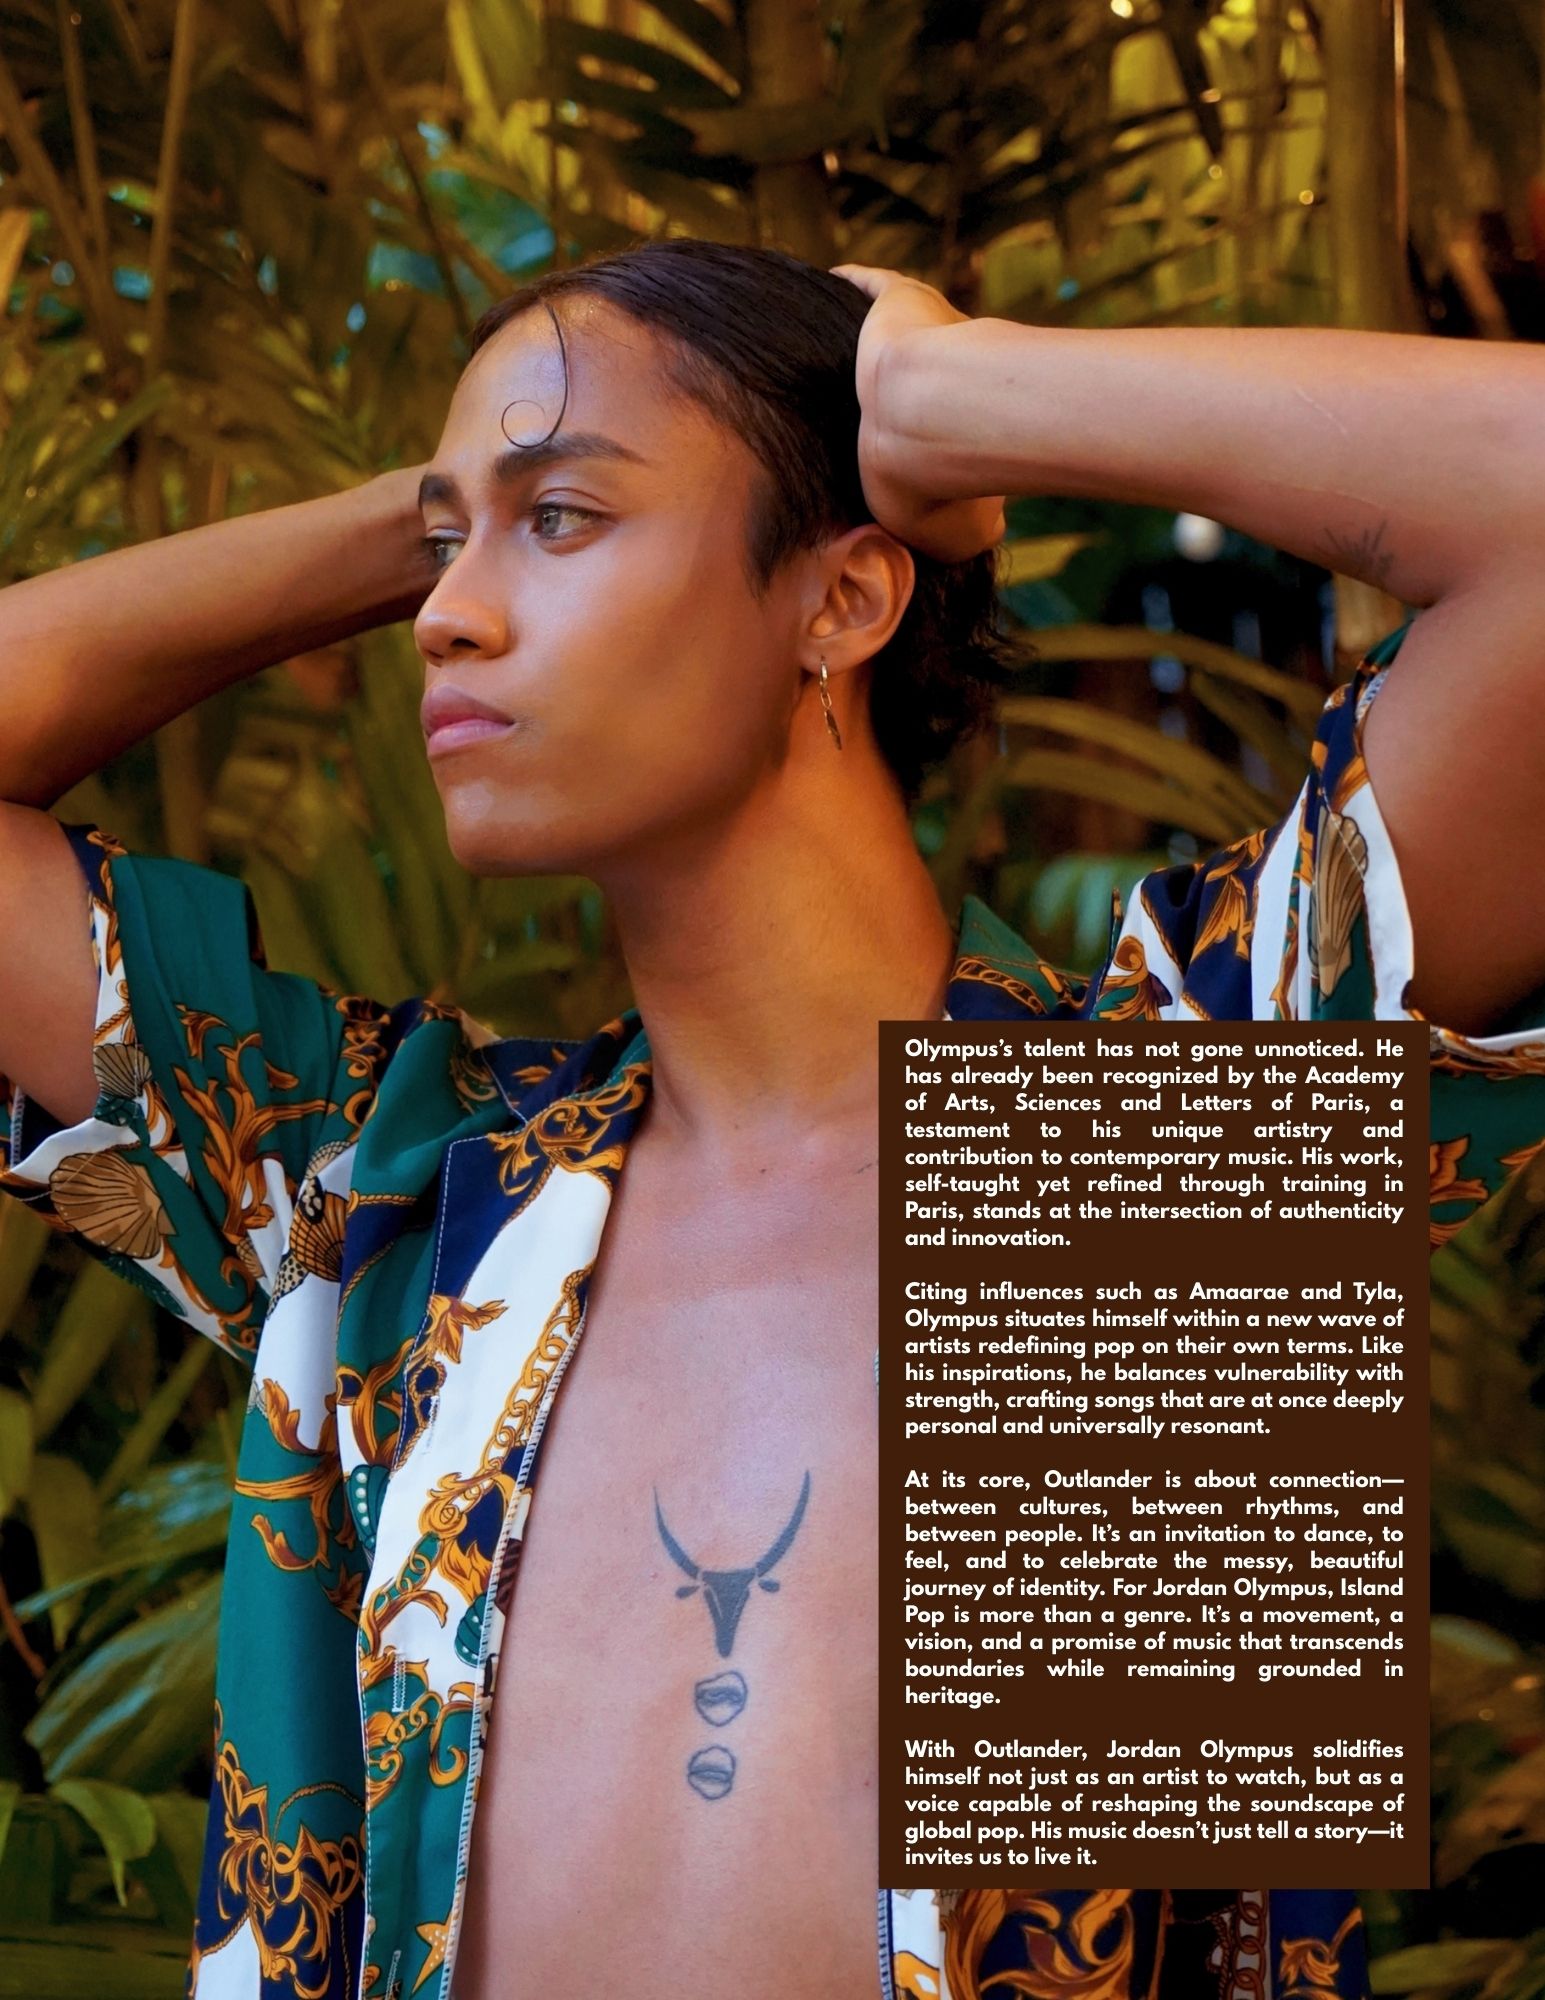 Olympus’s talent has not gone unnoticed. He
has already been recognized by the Academy
of Arts, Sciences and Letters of Paris, a
testament to his unique artistry and
contribution to contemporary music. His work,
self-taught yet refined through training in
Paris, stands at the intersection of authenticity
and innovation.
Citing influences such as Amaarae and Tyla,
Olympus situates himself within a new wave of
artists redefining pop on their own terms. Like
his inspirations, he balances vulnerability with
strength, crafting songs that are at once deeply
personal and universally resonant.
At its core, Outlander is about connection—
between cultures, between rhythms, and
between people. It’s an invitation to dance, to
feel, and to celebrate the messy, beautiful
journey of identity. For Jordan Olympus, Island
Pop is more than a genre. It’s a movement, a
vision, and a promise of music that transcends
boundaries while remaining grounded in
heritage.
With Outlander, Jordan Olympus solidifies
himself not just as an artist to watch, but as a
voice capable of reshaping the soundscape of
global pop. His music doesn’t just tell a story—it
invites us to live it.